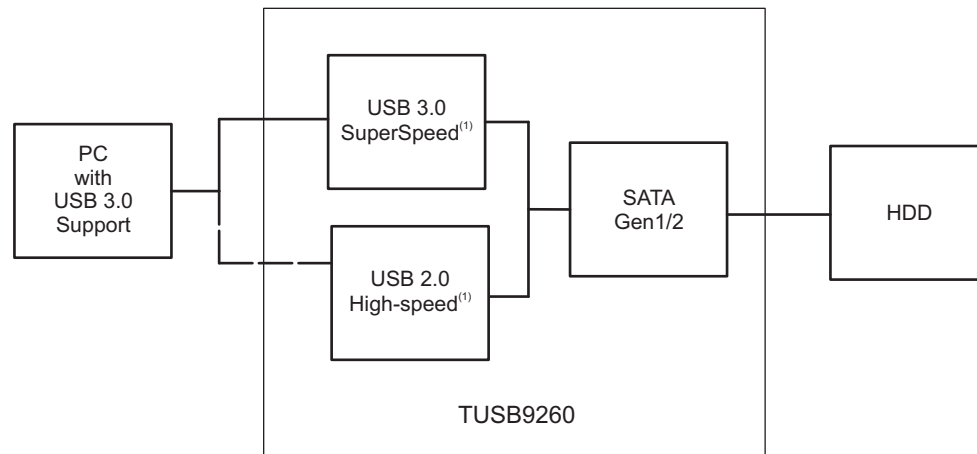 PC
with
USB 3.0
Support
USB 3.0
SuperSpeed(1)
USB 2.0
High-speed(1)
SATA
Gen1/2
HDD
TUSB9260